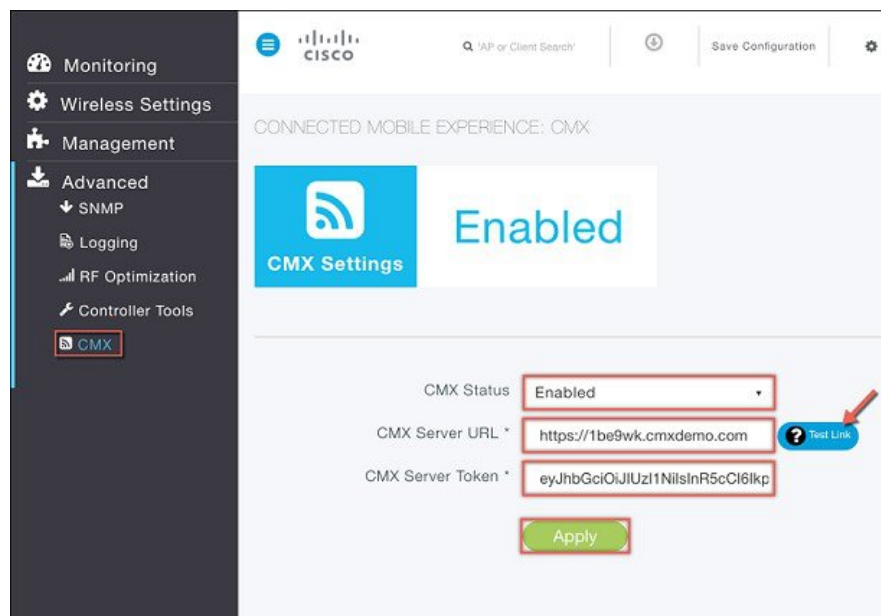 Monitoring
Wireless Settings
Management
Advanced
SNMP
Logging
RF Optimization
Controller Tools
CMX
CISCO
'AP or Client Search'
Save Configuration
CONNECTED MOBILE EXPERIENCE: CMX
CMX Settings
Enabled
CMX Status
Enabled
CMX Server URL *
https://1be9wk.cmxdemo.com
? Test Link
CMX Server Token *
eyJhbGciOiJIUzI1NiIsInR5cCI6Ikp
Apply